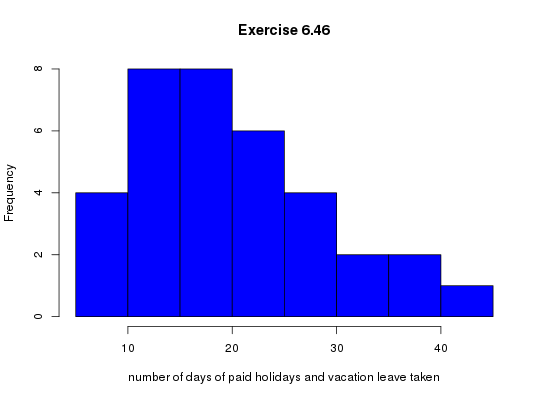 Exercise 6.46
8
6
4
2
0
Frequency
10 20 30 40
number of days of paid holidays and vacation leave taken